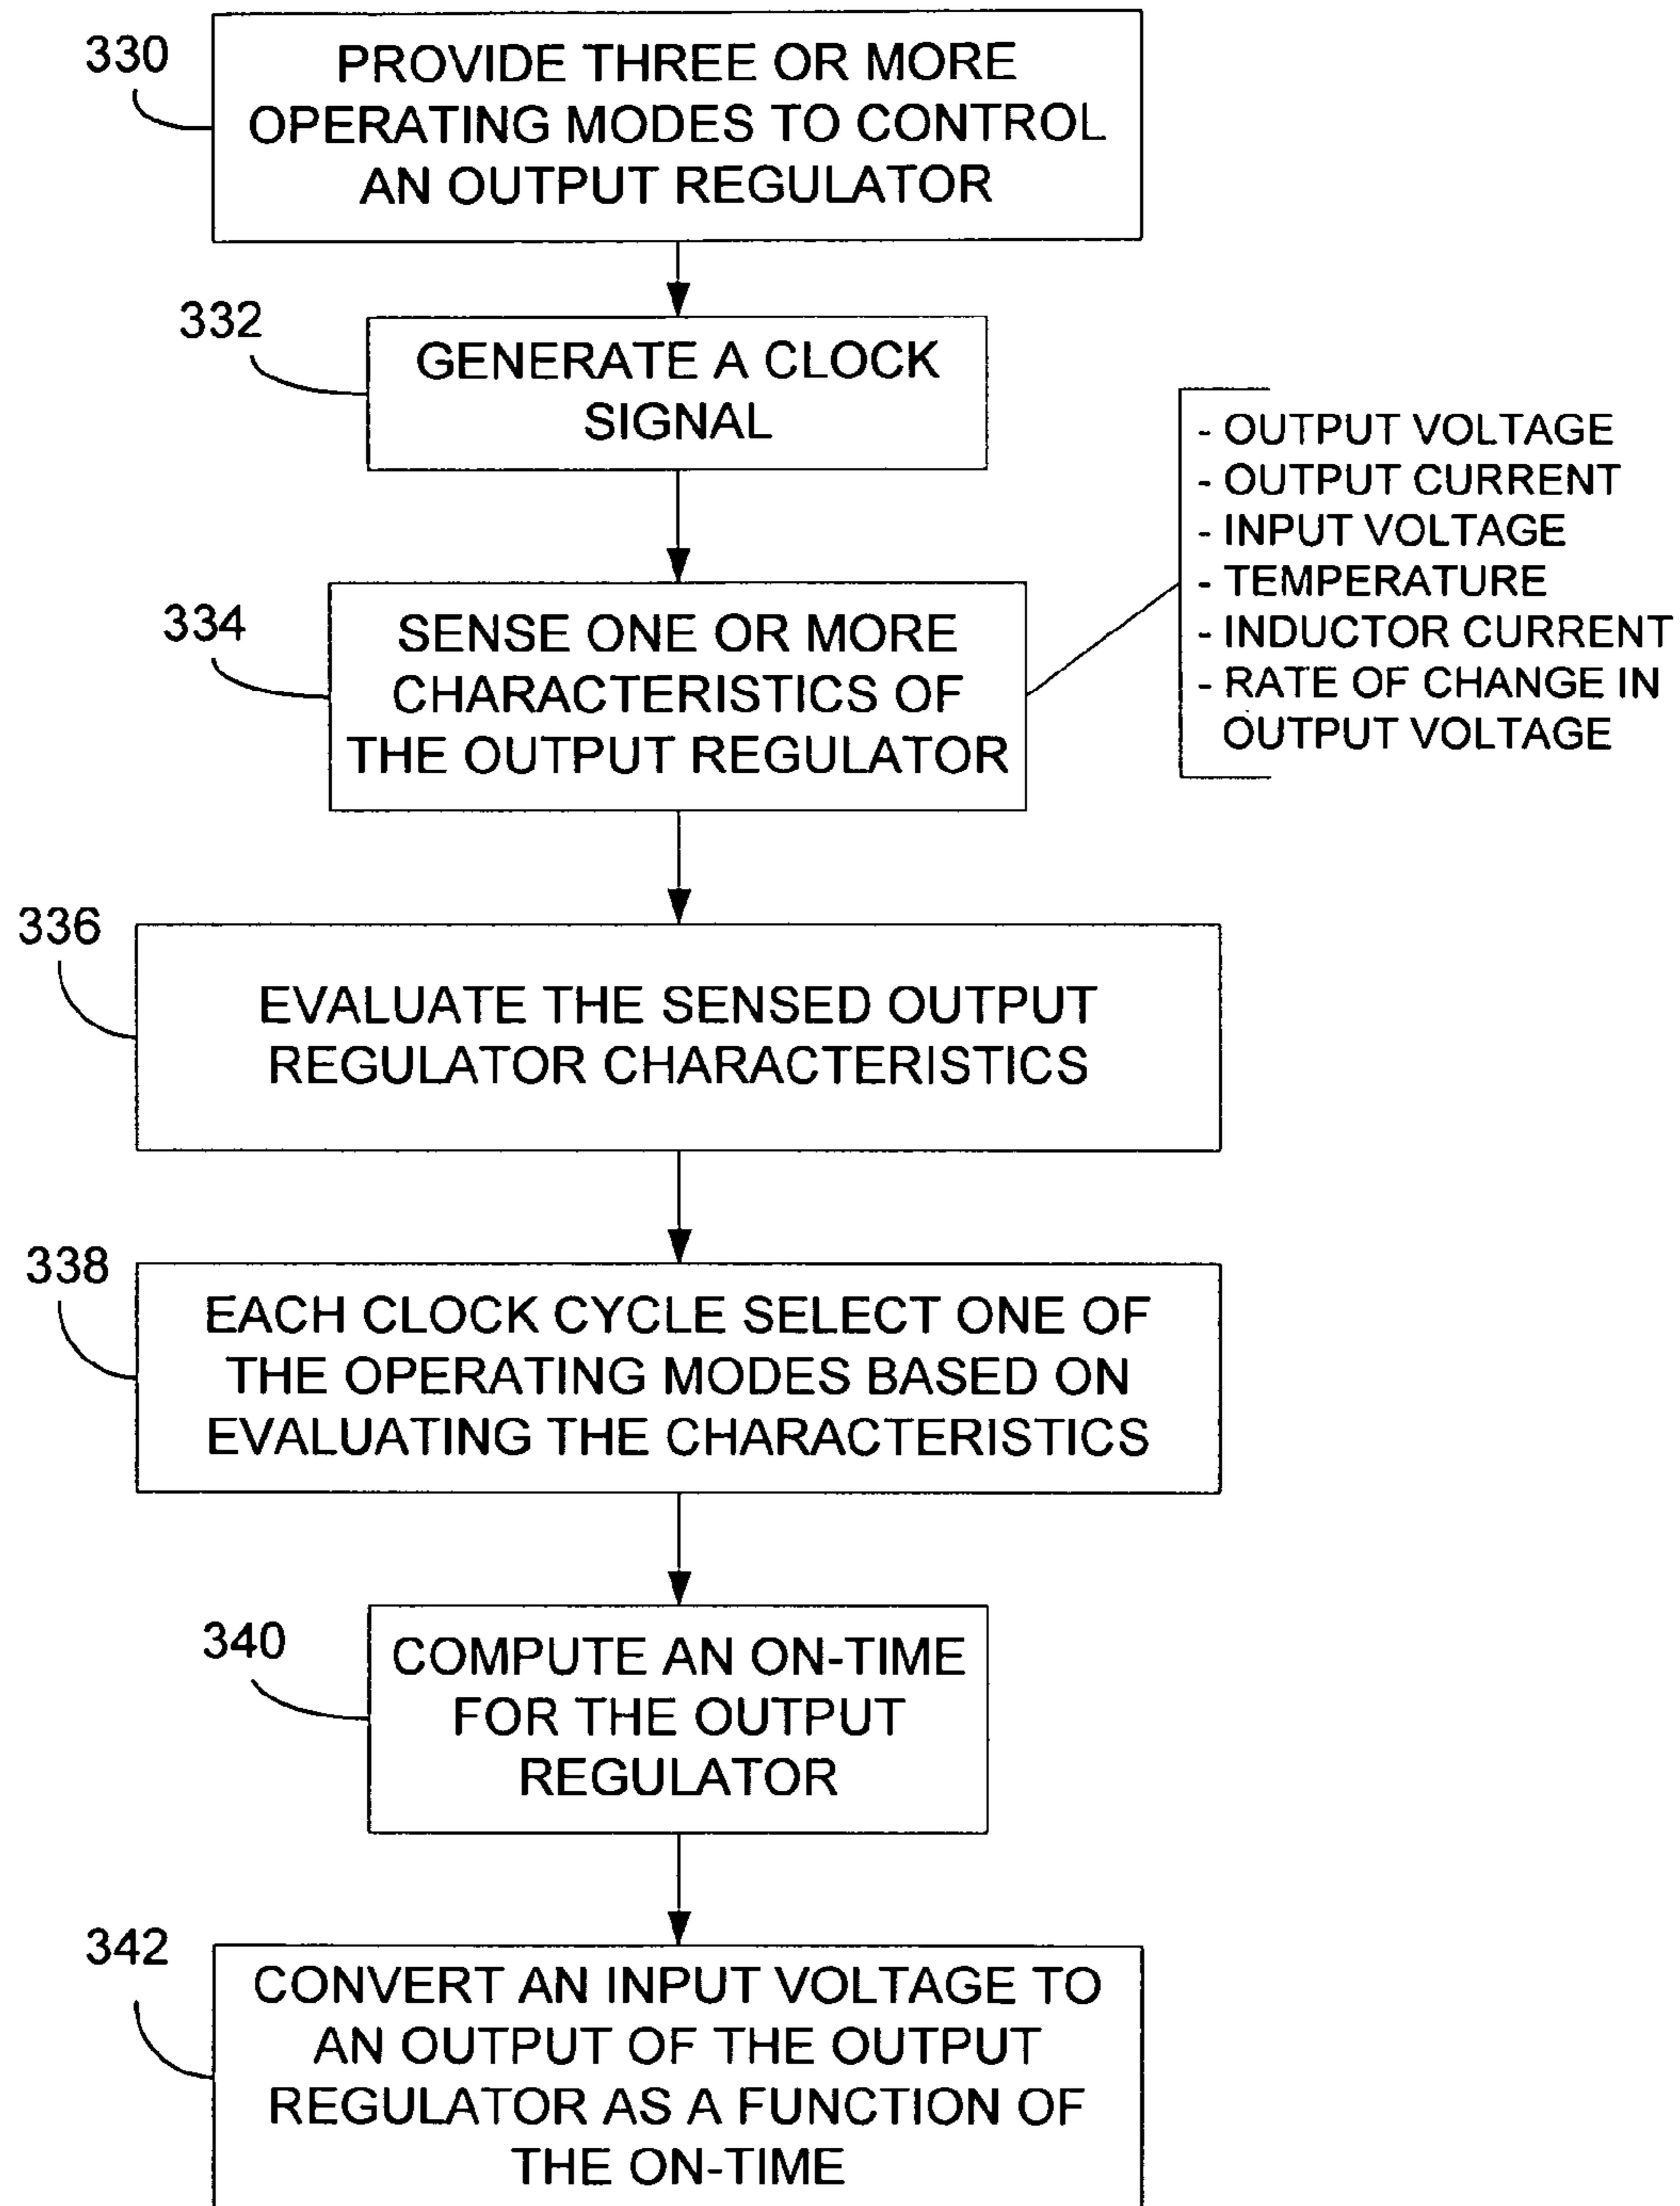 330
PROVIDE THREE OR MORE
OPERATING MODES TO CONTROL
AN OUTPUT REGULATOR
332
GENERATE A CLOCK
SIGNAL
334
SENSE ONE OR MORE
CHARACTERISTICS OF
THE OUTPUT REGULATOR
- OUTPUT VOLTAGE
- OUTPUT CURRENT
- INPUT VOLTAGE
- TEMPERATURE
- INDUCTOR CURRENT
- RATE OF CHANGE IN
OUTPUT VOLTAGE
336
EVALUATE THE SENSED OUTPUT
REGULATOR CHARACTERISTICS
338
EACH CLOCK CYCLE SELECT ONE OF
THE OPERATING MODES BASED ON
EVALUATING THE CHARACTERISTICS
340
COMPUTE AN ON-TIME
FOR THE OUTPUT
REGULATOR
342
CONVERT AN INPUT VOLTAGE TO
AN OUTPUT OF THE OUTPUT
REGULATOR AS A FUNCTION OF
THE ON-TIME